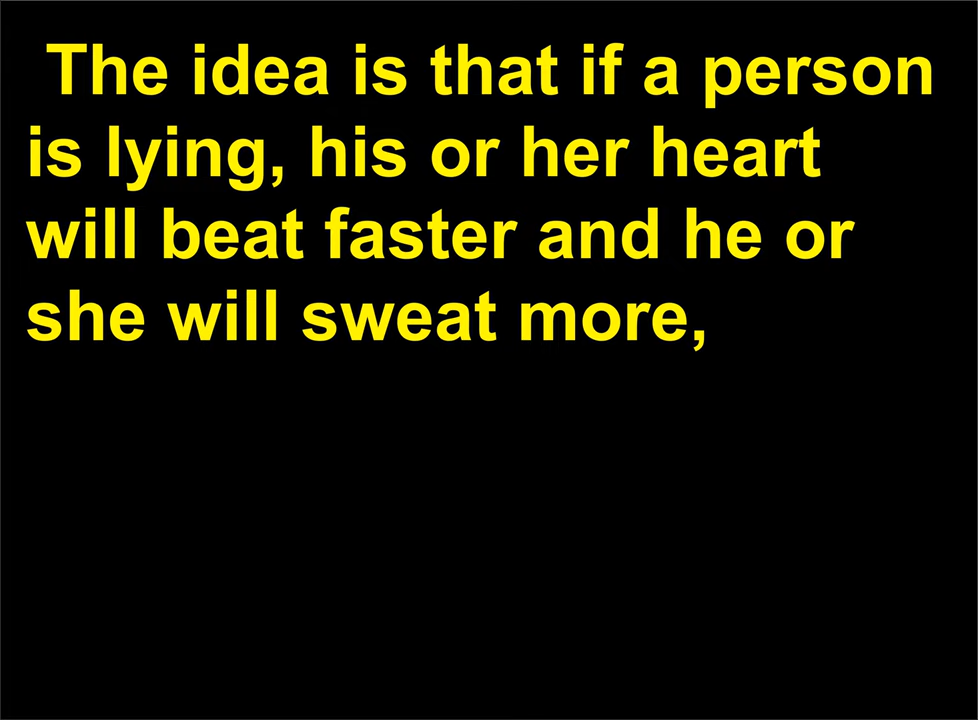 The idea is that if a person
is lying, his or her heart
will beat faster and he or
she will sweat more,